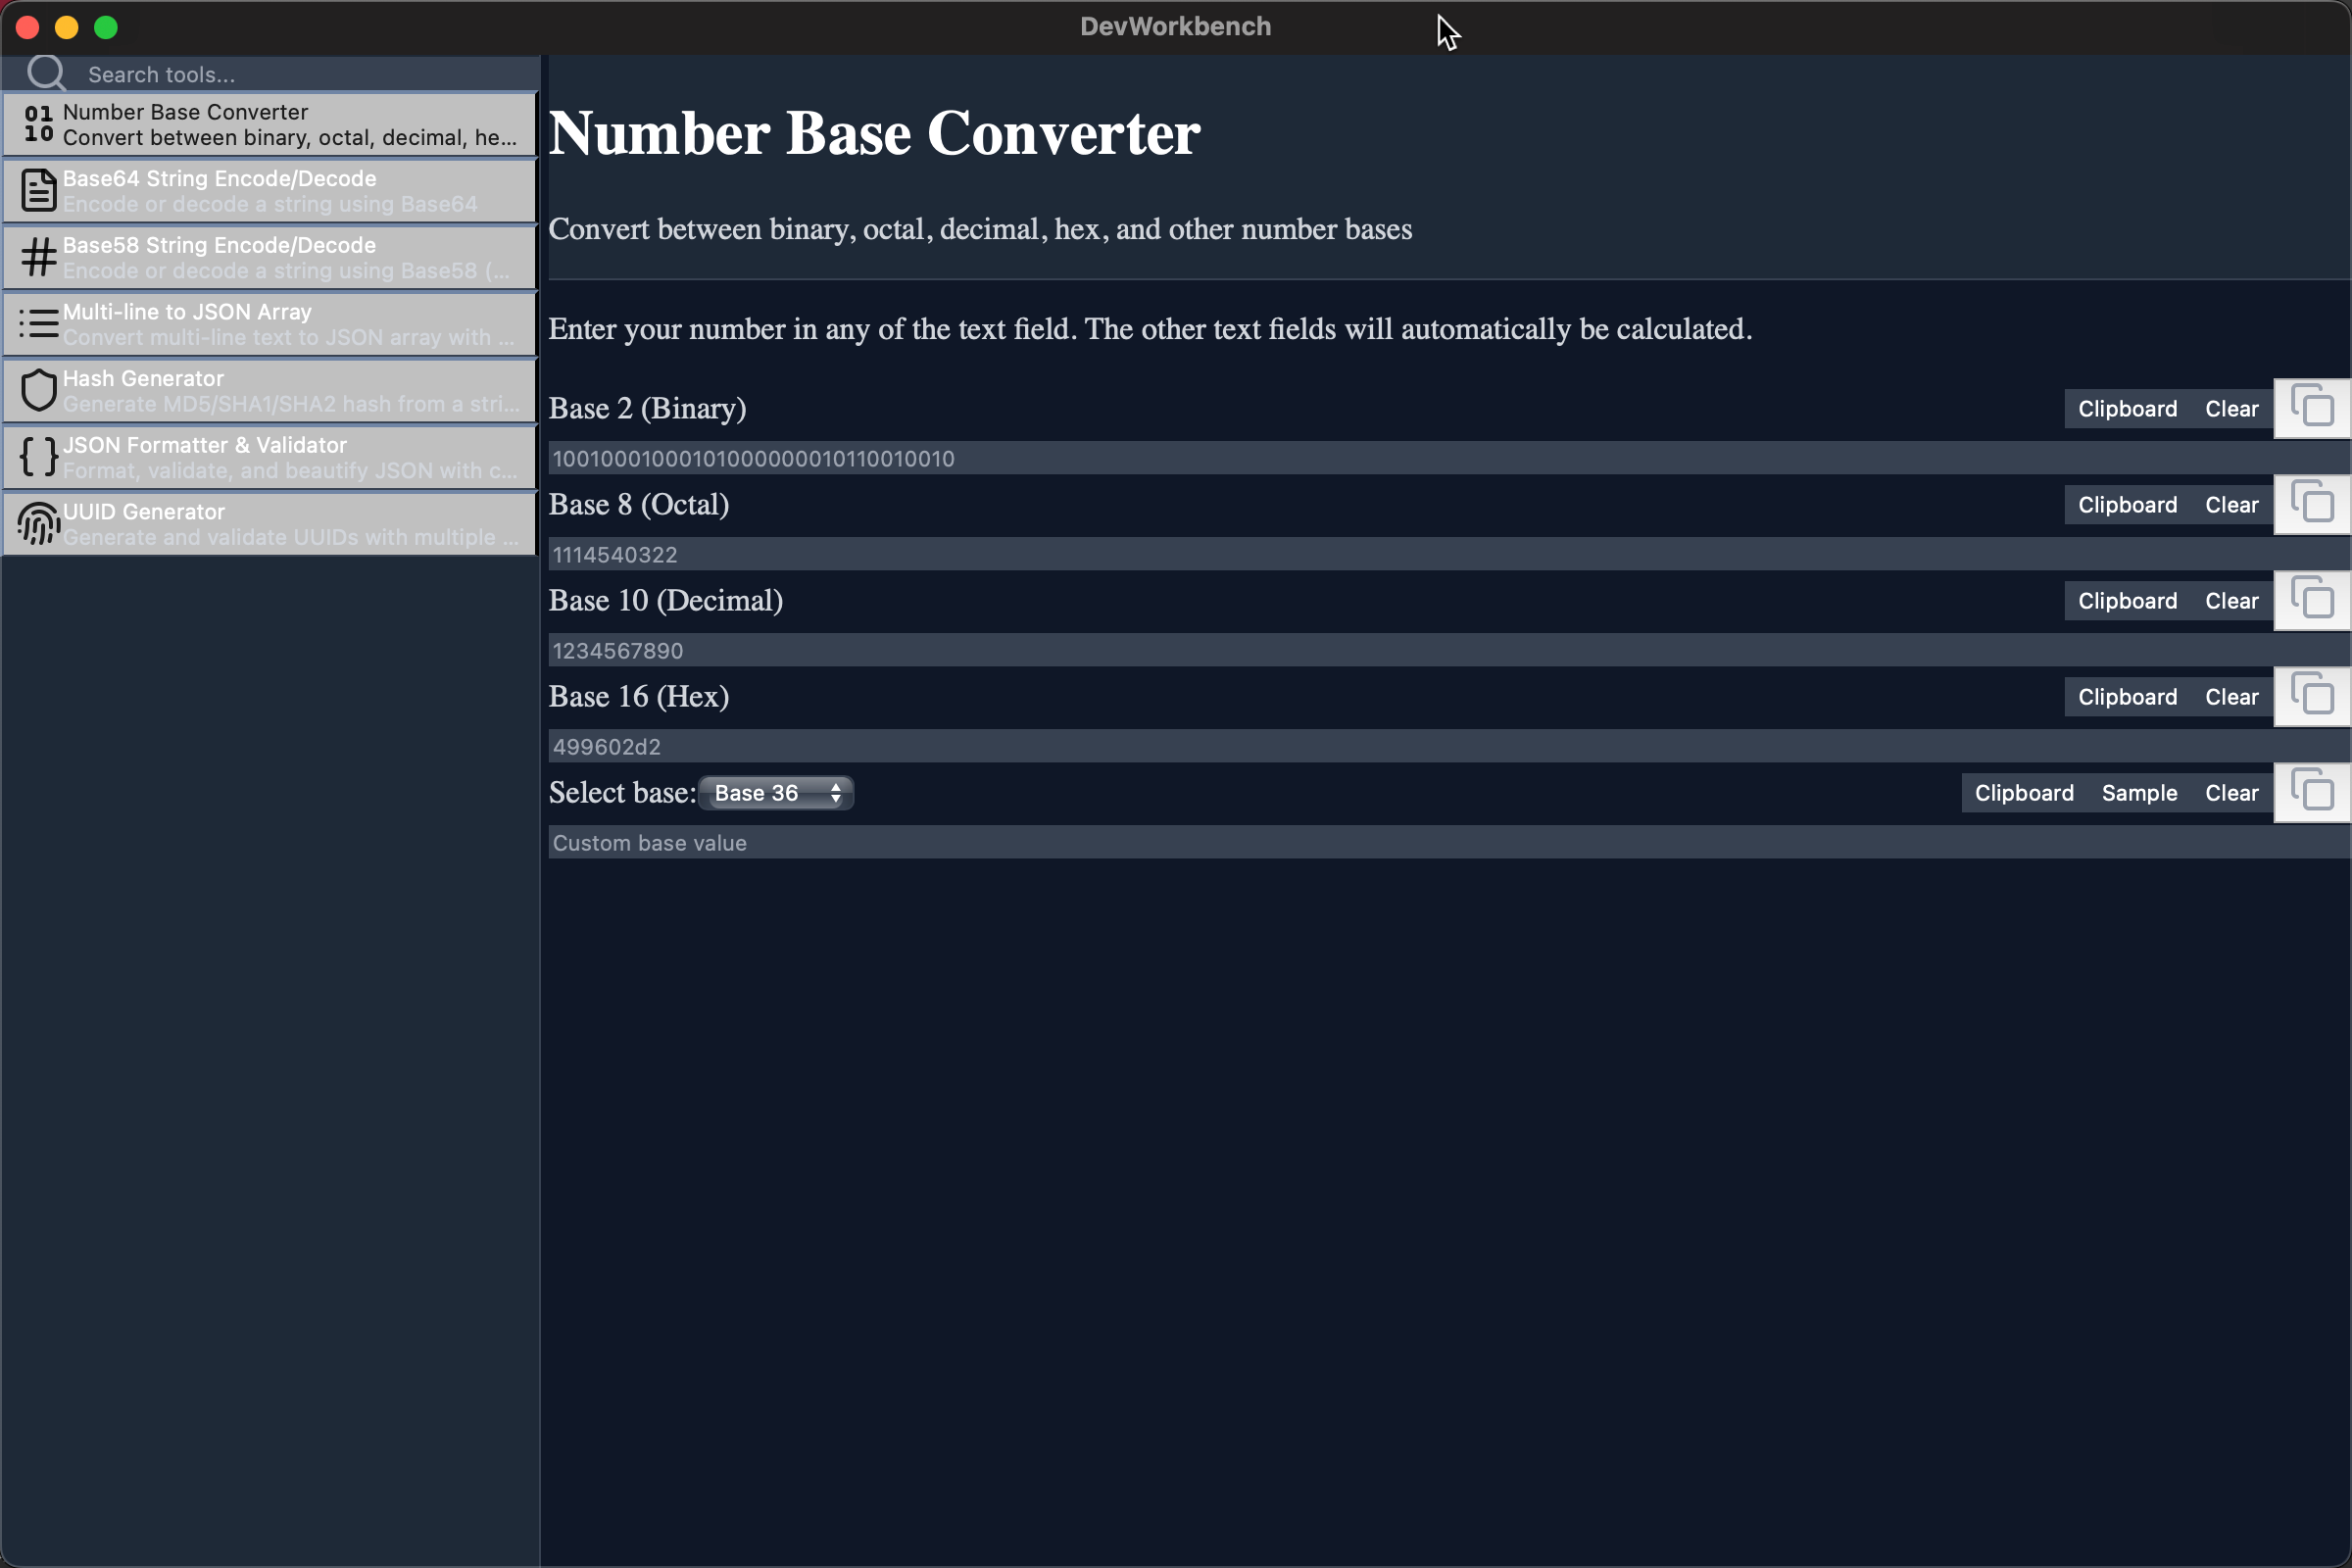 DevWorkbench
Search tools...
Number Base Converter
Convert between binary, octal, decimal, he...
Base64 String Encode/Decode
Encode or decode a string using Base64
Base58 String Encode/Decode
Encode or decode a string using Base58 (...
Multi-line to JSON Array
Convert multi-line text to JSON array with ...
Hash Generator
Generate MD5/SHA1/SHA2 hash from a stri...
JSON Formatter & Validator
Format, validate, and beautify JSON with c...
UUID Generator
Generate and validate UUIDs with multiple ...
Number Base Converter
Convert between binary, octal, decimal, hex, and other number bases
Enter your number in any of the text field. The other text fields will automatically be calculated.
Base 2 (Binary) Clipboard Clear
1001000100010100000000010110010010
Base 8 (Octal) Clipboard Clear
1114540322
Base 10 (Decimal) Clipboard Clear
1234567890
Base 16 (Hex) Clipboard Clear
499602d2
Select base: Base 36 Clipboard Sample Clear
Custom base value